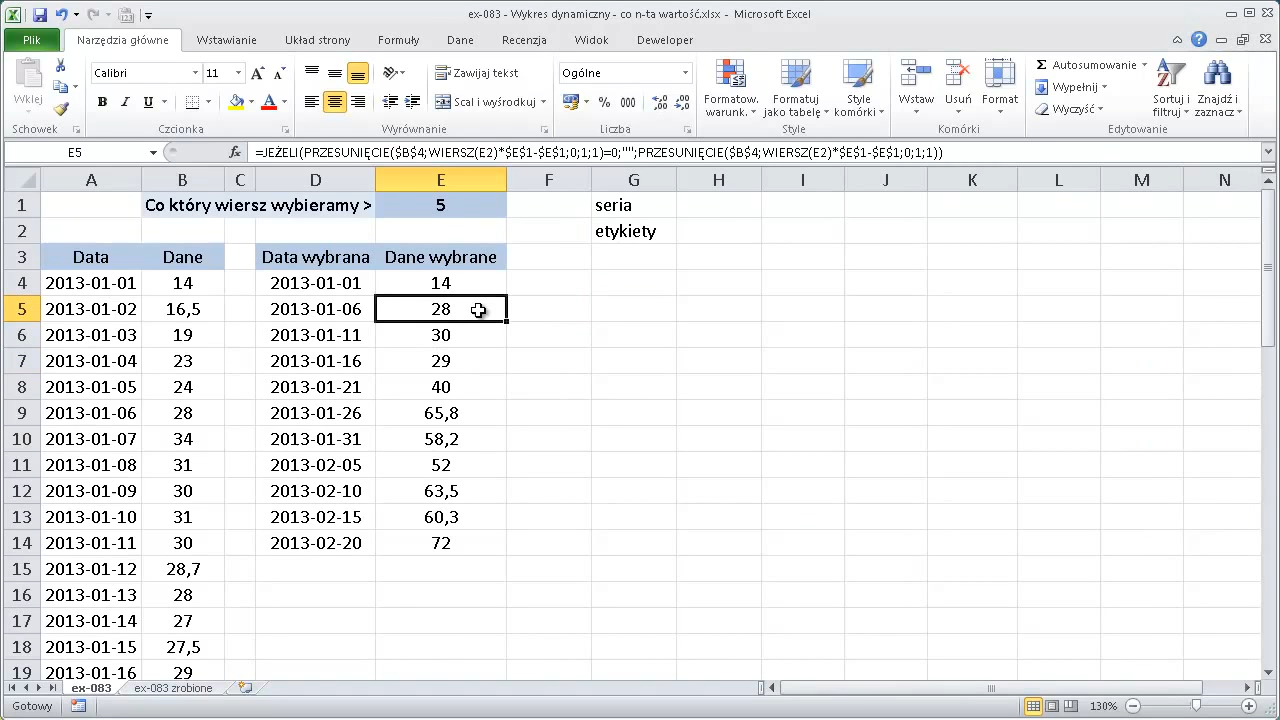 ex-083 - Wykres dynamiczny - co n-ta wartość.xlsx - Microsoft Excel
Plik Narzędzia główne Wstawianie Układ strony Formuły Dane Recenzja Widok Deweloper
Wklej
Calibri 11
Zawijaj tekst
Scal i wyśrodkuj
Ogólne
Formatow. warunk.
Formatuj jako tabelę
Style komórki
Wstaw Usuń Format
Autosumowanie
Wypełnij
Wyczyść
Sortuj i filtruj
Znajdź i zaznacz
Schowek Czcionka Wyrównanie Liczba Style Komórki Edytowanie
E5 fx =JEŻELI(PRZESUNIĘCIE($B$4;WIERSZ(E2)*$E$1-$E$1;0;1;1)=0;"";PRZESUNIĘCIE($B$4;WIERSZ(E2)*$E$1-$E$1;0;1;1))
A B C D E F G H I J K L M N
1 Co który wiersz wybieramy > 5 seria
2 etykiety
3 Data Dane Data wybrana Dane wybrane
4 2013-01-01 14 2013-01-01 14
5 2013-01-02 16,5 2013-01-06 28
6 2013-01-03 19 2013-01-11 30
7 2013-01-04 23 2013-01-16 29
8 2013-01-05 24 2013-01-21 40
9 2013-01-06 28 2013-01-26 65,8
10 2013-01-07 34 2013-01-31 58,2
11 2013-01-08 31 2013-02-05 52
12 2013-01-09 30 2013-02-10 63,5
13 2013-01-10 31 2013-02-15 60,3
14 2013-01-11 30 2013-02-20 72
15 2013-01-12 28,7
16 2013-01-13 28
17 2013-01-14 27
18 2013-01-15 27,5
19 2013-01-16 29
ex-083 ex-083 zrobione
Gotowy 130%